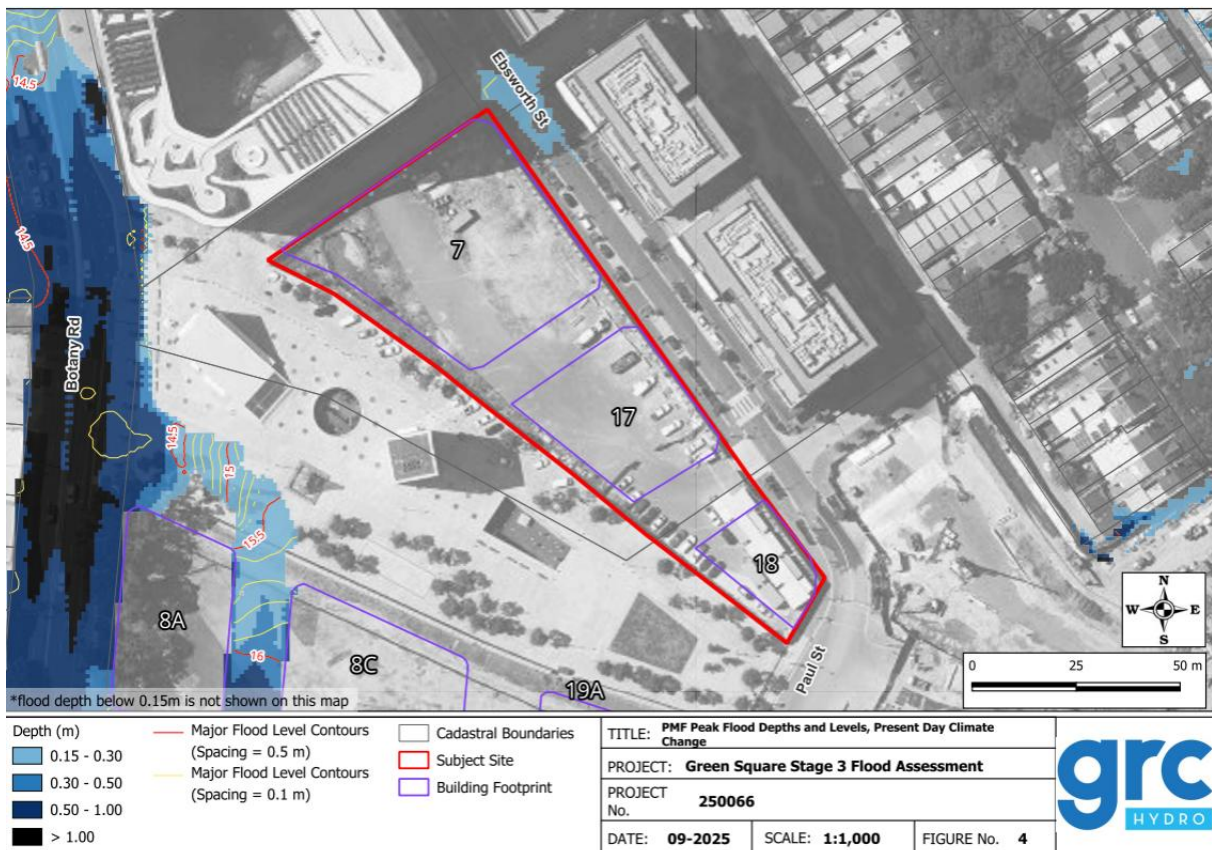 Ebsworth St
14.5
14.5
7
Botany Rd
17
14.5
15
15.5
18
8A
16
8C
19A
Paul St
N
W E
S
0 25 50 m
*flood depth below 0.15m is not shown on this map
Depth (m)
0.15 - 0.30
0.30 - 0.50
0.50 - 1.00
> 1.00
Major Flood Level Contours
(Spacing = 0.5 m)
Major Flood Level Contours
(Spacing = 0.1 m)
Cadastral Boundaries
Subject Site
Building Footprint
TITLE: PMF Peak Flood Depths and Levels, Present Day Climate
Change
PROJECT: Green Square Stage 3 Flood Assessment
PROJECT
No. 250066
DATE: 09-2025 SCALE: 1:1,000 FIGURE No. 4
grc
HYDRO